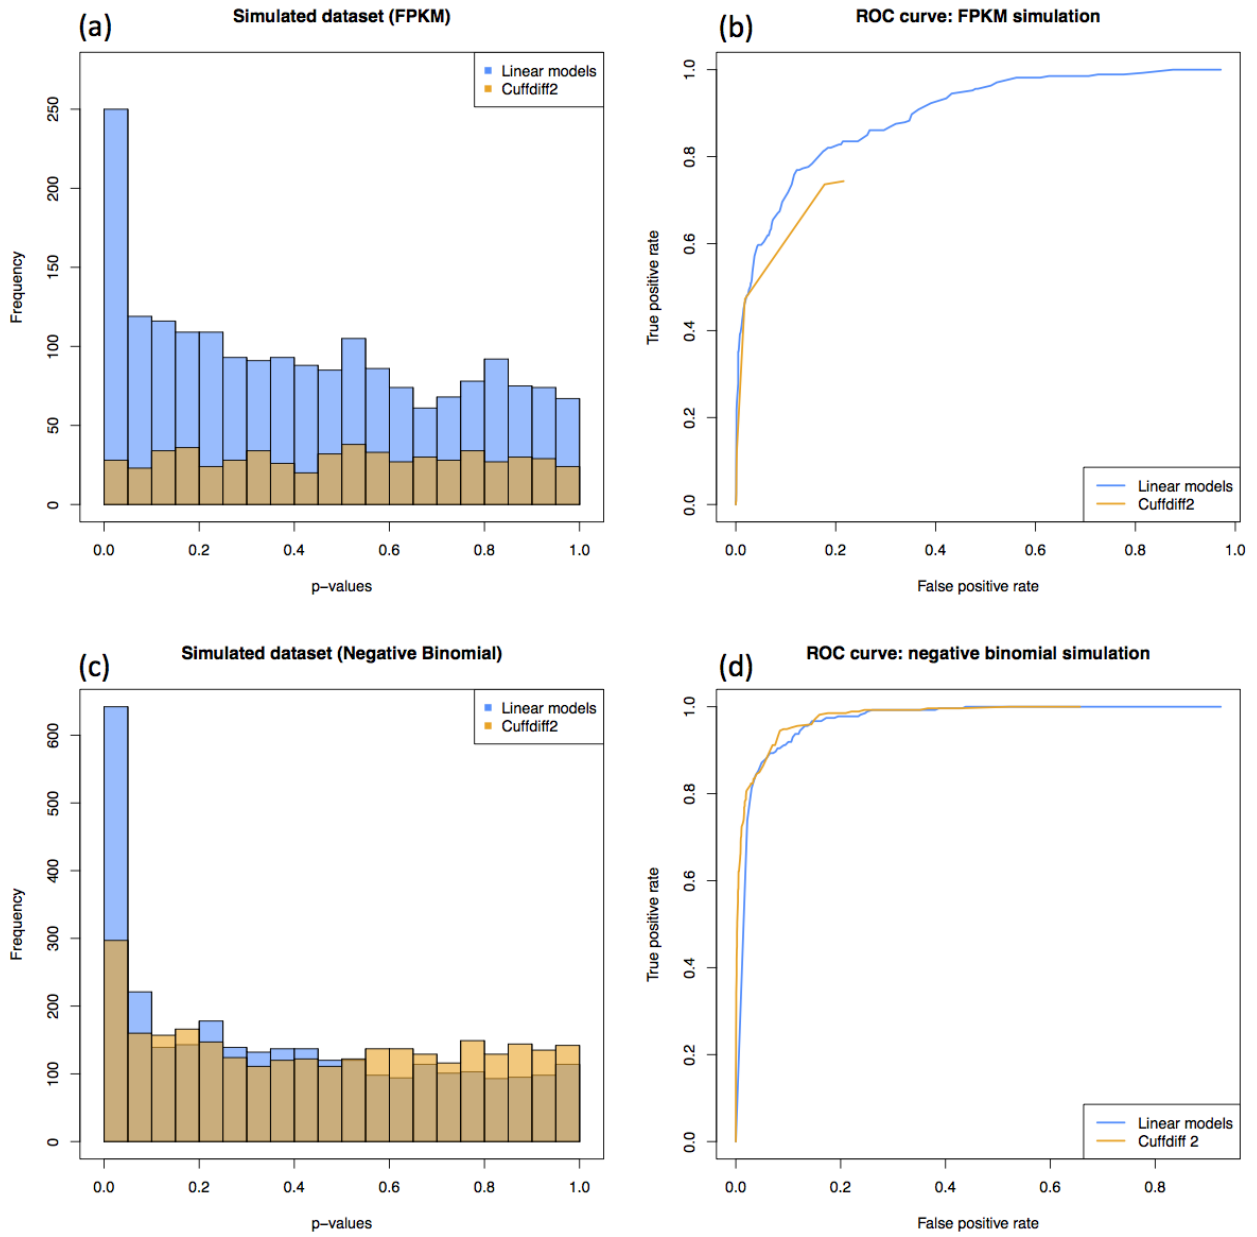 (a)
Simulated dataset (FPKM)
Linear models
Cuffdiff2
Frequency
250
200
150
100
50
0
0.0 0.2 0.4 0.6 0.8 1.0
p−values
(b)
ROC curve: FPKM simulation
True positive rate
1.0
0.8
0.6
0.4
0.2
0.0
Linear models
Cuffdiff2
0.0 0.2 0.4 0.6 0.8 1.0
False positive rate
(c)
Simulated dataset (Negative Binomial)
Linear models
Cuffdiff2
Frequency
600
500
400
300
200
100
0
0.0 0.2 0.4 0.6 0.8 1.0
p−values
(d)
ROC curve: negative binomial simulation
True positive rate
1.0
0.8
0.6
0.4
0.2
0.0
Linear models
Cuffdiff 2
0.0 0.2 0.4 0.6 0.8
False positive rate